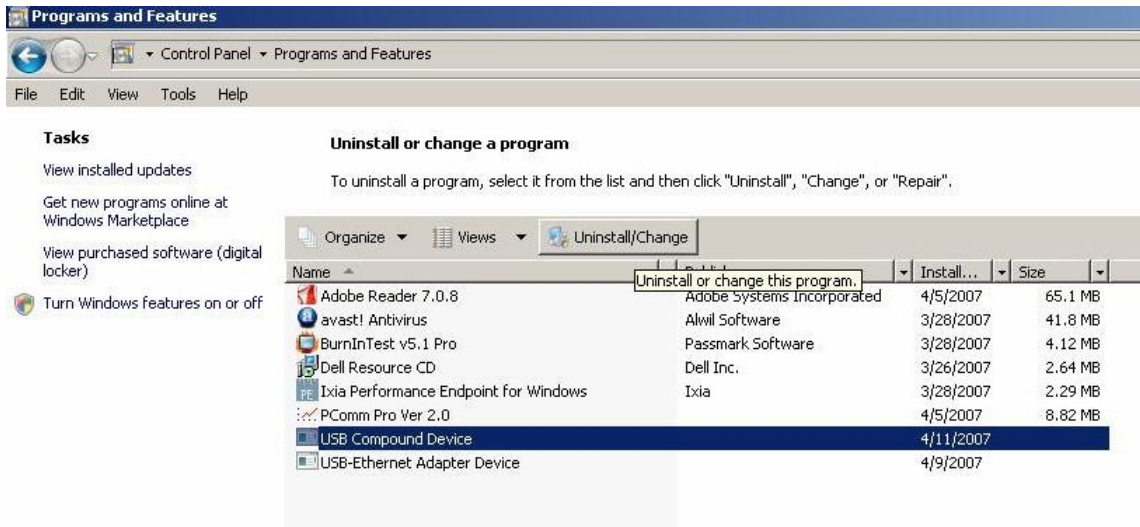 Programs and Features
Control Panel Programs and Features
File Edit View Tools Help
Tasks
View installed updates
Get new programs online at
Windows Marketplace
View purchased software (digital
locker)
Turn Windows features on or off
Uninstall or change a program
To uninstall a program, select it from the list and then click "Uninstall", "Change", or "Repair".
Organize Views Uninstall/Change
Name Install... Size
Uninstall or change this program.
Adobe Reader 7.0.8 Adobe Systems Incorporated 4/5/2007 65.1 MB
avast! Antivirus Alwil Software 3/28/2007 41.8 MB
BurnInTest v5.1 Pro Passmark Software 3/28/2007 4.12 MB
Dell Resource CD Dell Inc. 3/26/2007 2.64 MB
PE Ixia Performance Endpoint for Windows Ixia 3/28/2007 2.29 MB
PComm Pro Ver 2.0 4/5/2007 8.82 MB
USB Compound Device 4/11/2007
USB-Ethernet Adapter Device 4/9/2007